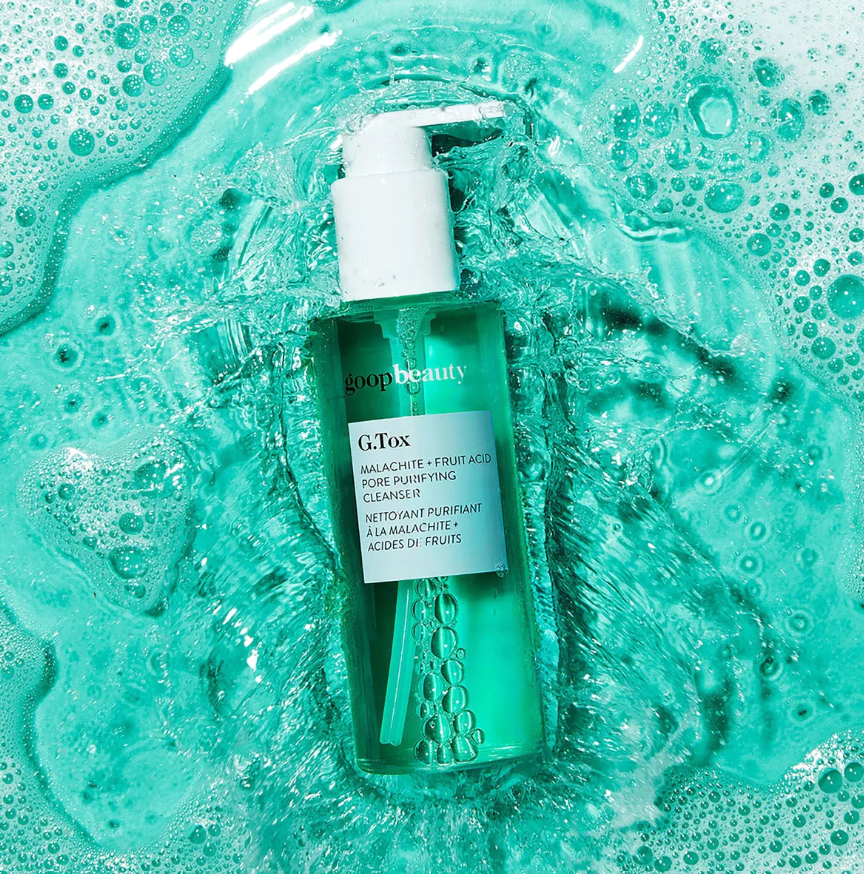 goopbeauty
G.Tox
MALACHITE + FRUIT ACID
PORE PURIFYING
CLEANSER
NETTOYANT PURIFIANT
À LA MALACHITE +
ACIDES DE FRUITS